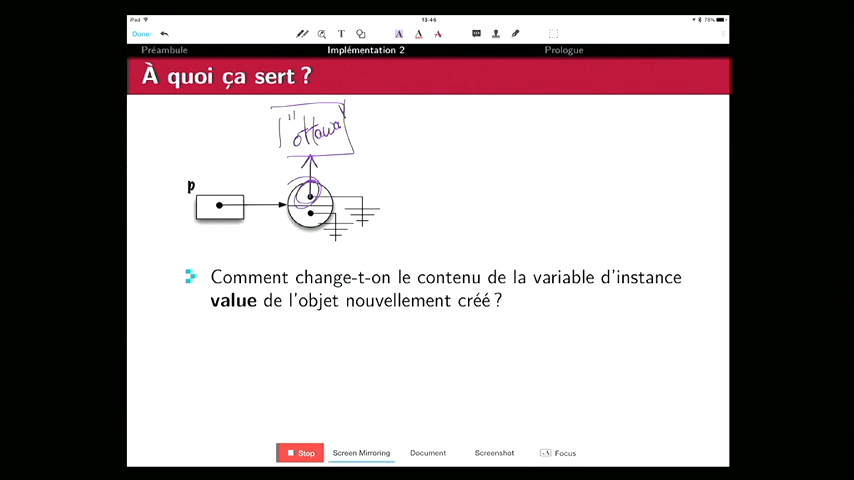 iPad
13:46
78%
Done
T
A
A
A
Préambule
Implémentation 2
Prologue
À quoi ça sert ?
"Ottawa"
p
Comment change-t-on le contenu de la variable d'instance
value de l'objet nouvellement créé ?
Stop
Screen Mirroring
Document
Screenshot
A
Focus